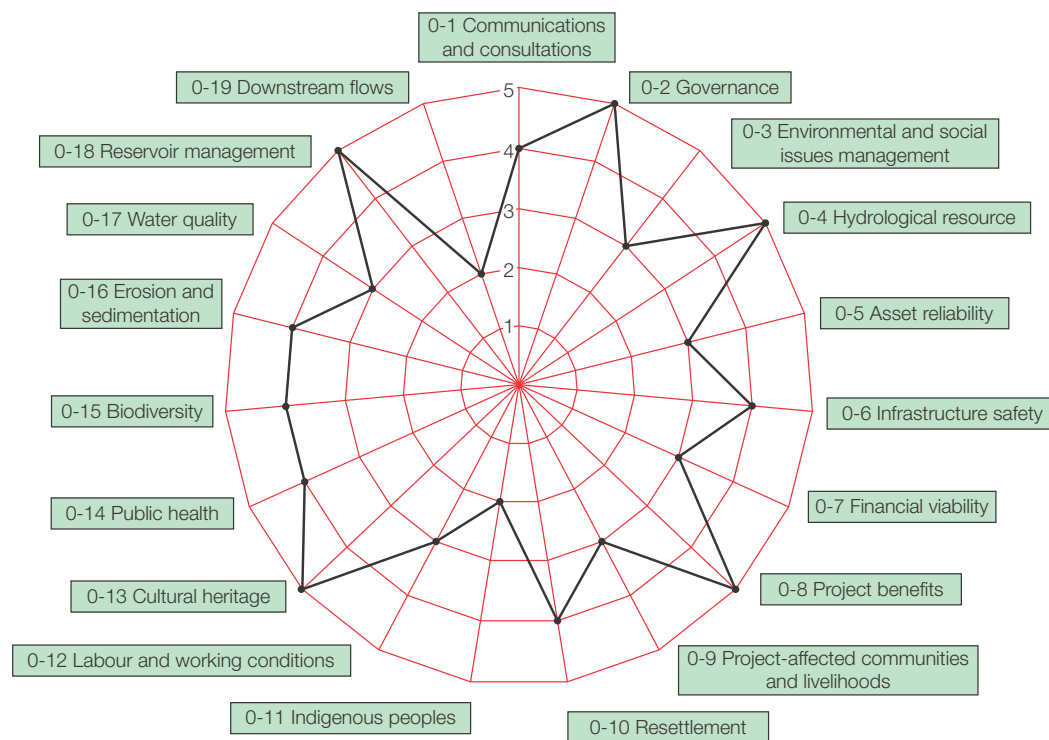 0-1 Communications
and consultations
0-2 Governance
0-3 Environmental and social
issues management
0-4 Hydrological resource
0-5 Asset reliability
0-6 Infrastructure safety
0-7 Financial viability
0-8 Project benefits
0-9 Project-affected communities
and livelihoods
0-10 Resettlement
0-11 Indigenous peoples
0-12 Labour and working conditions
0-13 Cultural heritage
0-14 Public health
0-15 Biodiversity
0-16 Erosion and
sedimentation
0-17 Water quality
0-18 Reservoir management
0-19 Downstream flows
5
4
3
2
1